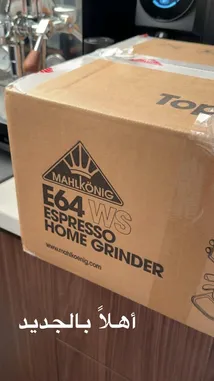 Top
MAHLKÖNIG
E64 WS
ESPRESSO
HOME GRINDER
www.mahlkoenig.com
أهلاً بالجديد